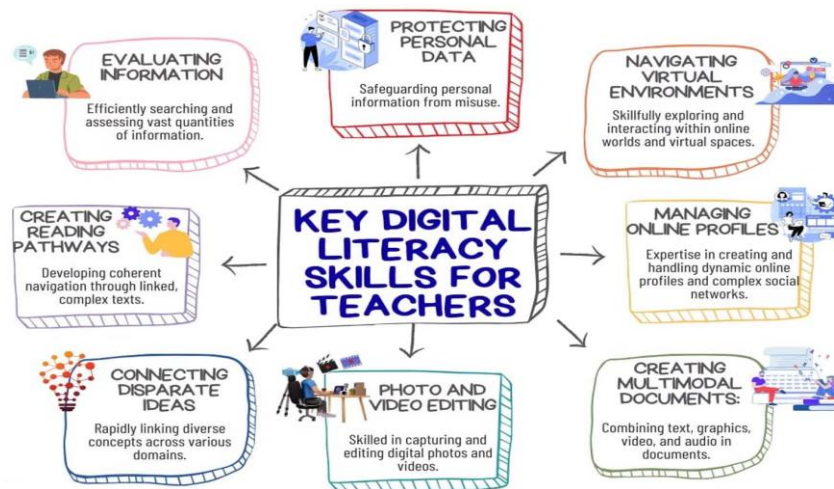 EVALUATING
INFORMATION
Efficiently searching and
assessing vast quantities
of information.
PROTECTING
PERSONAL
DATA
Safeguarding personal
information from misuse.
NAVIGATING
VIRTUAL
ENVIRONMENTS
Skillfully exploring and
interacting within online
worlds and virtual spaces.
CREATING
READING
PATHWAYS
Developing coherent
navigation through linked,
complex texts.
KEY DIGITAL
LITERACY
SKILLS FOR
TEACHERS
MANAGING
ONLINE PROFILES
Expertise in creating and
handling dynamic online
profiles and complex social
networks.
CONNECTING
DISPARATE
IDEAS
Rapidly linking diverse
concepts across various
domains.
PHOTO AND
VIDEO EDITING
Skilled in capturing and
editing digital photos and
videos.
CREATING
MULTIMODAL
DOCUMENTS:
Combining text, graphics,
video, and audio in
documents.